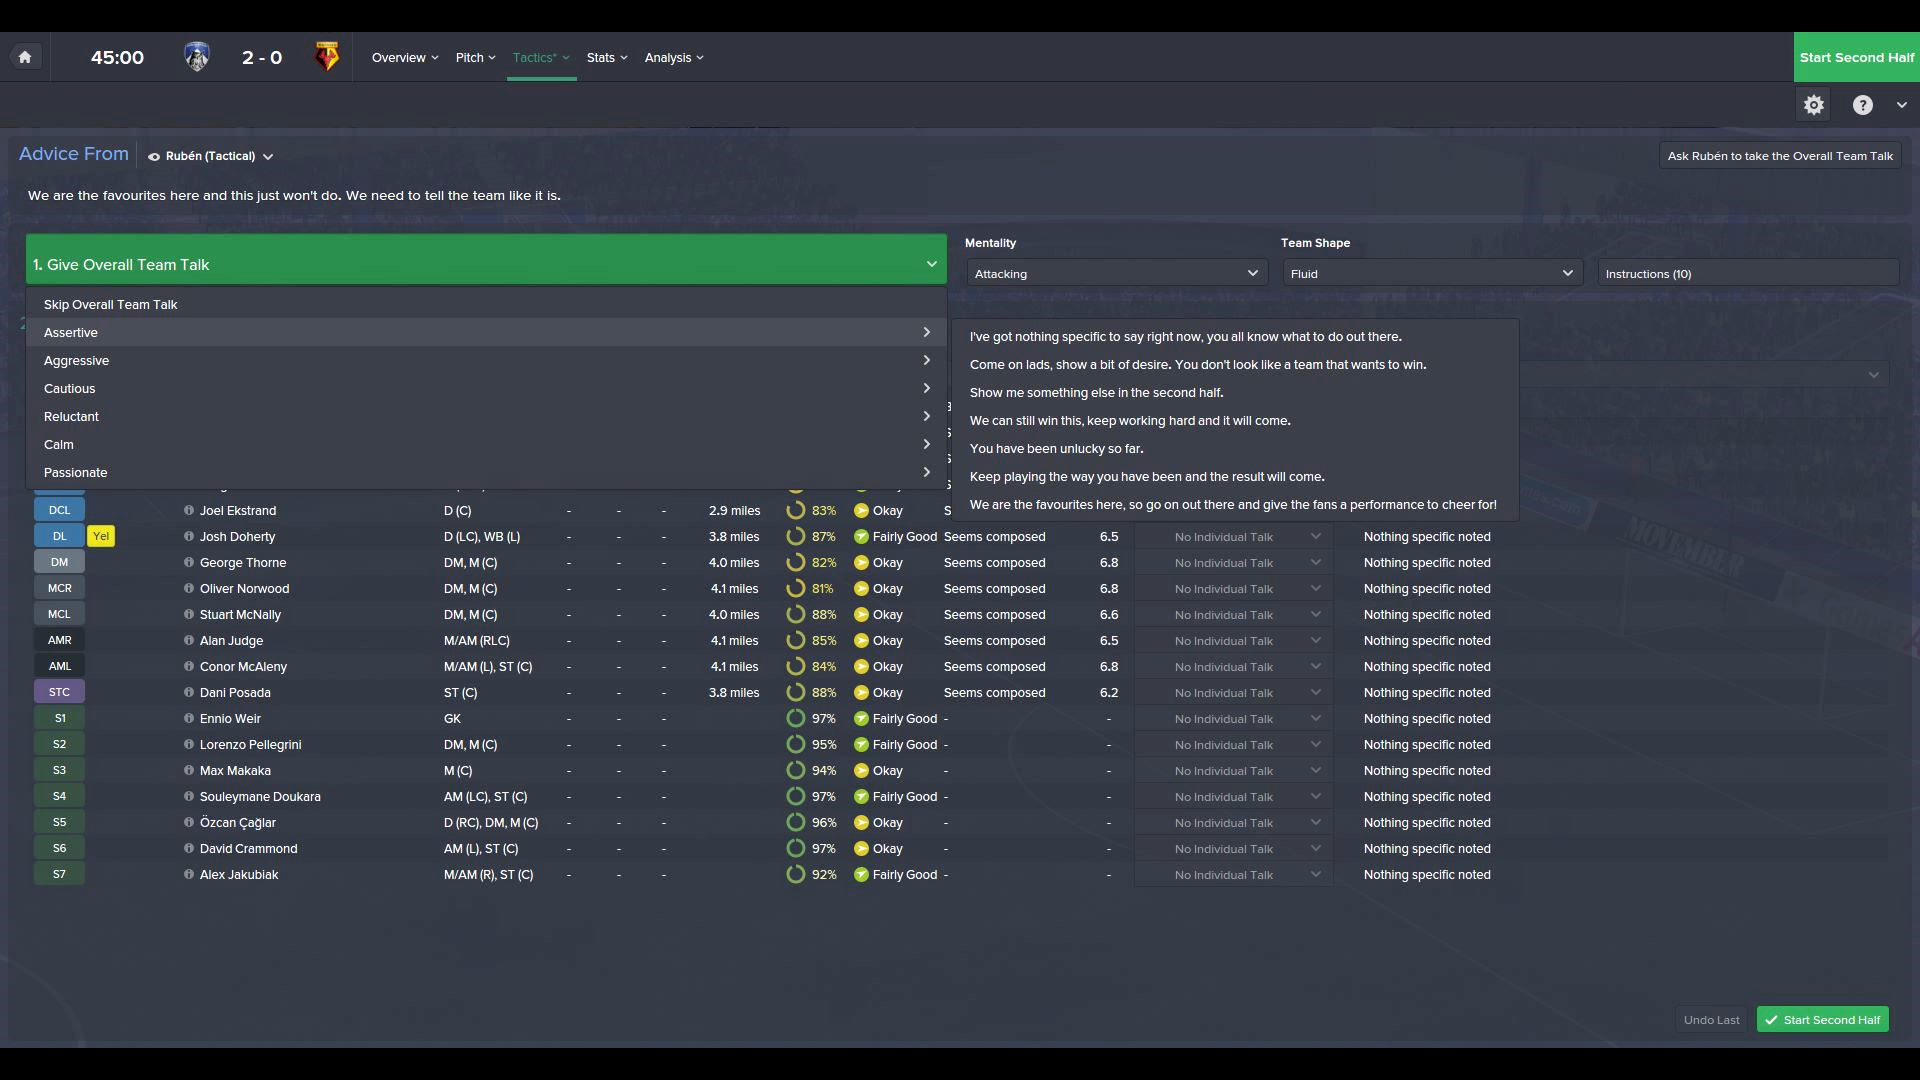 45:00 2 - 0 Overview Pitch Tactics* Stats Analysis Start Second Half
?
Advice From Rubén (Tactical) Ask Rubén to take the Overall Team Talk
We are the favourites here and this just won't do. We need to tell the team like it is.
Mentality Team Shape
1. Give Overall Team Talk Attacking Fluid Instructions (10)
Skip Overall Team Talk
Assertive
Aggressive
Cautious
Reluctant
Calm
Passionate
I've got nothing specific to say right now, you all know what to do out there.
Come on lads, show a bit of desire. You don't look like a team that wants to win.
Show me something else in the second half.
We can still win this, keep working hard and it will come.
You have been unlucky so far.
Keep playing the way you have been and the result will come.
We are the favourites here, so go on out there and give the fans a performance to cheer for!
DCL Joel Ekstrand D (C) - - - 2.9 miles 83% Okay
DL Yel Josh Doherty D (LC), WB (L) - - - 3.8 miles 87% Fairly Good Seems composed 6.5 No Individual Talk Nothing specific noted
DM George Thorne DM, M (C) - - - 4.0 miles 82% Okay Seems composed 6.8 No Individual Talk Nothing specific noted
MCR Oliver Norwood DM, M (C) - - - 4.1 miles 81% Okay Seems composed 6.8 No Individual Talk Nothing specific noted
MCL Stuart McNally DM, M (C) - - - 4.0 miles 88% Okay Seems composed 6.6 No Individual Talk Nothing specific noted
AMR Alan Judge M/AM (RLC) - - - 4.1 miles 85% Okay Seems composed 6.5 No Individual Talk Nothing specific noted
AML Conor McAleny M/AM (L), ST (C) - - - 4.1 miles 84% Okay Seems composed 6.8 No Individual Talk Nothing specific noted
STC Dani Posada ST (C) - - - 3.8 miles 88% Okay Seems composed 6.2 No Individual Talk Nothing specific noted
S1 Ennio Weir GK - - - 97% Fairly Good - - No Individual Talk Nothing specific noted
S2 Lorenzo Pellegrini DM, M (C) - - - 95% Fairly Good - - No Individual Talk Nothing specific noted
S3 Max Makaka M (C) - - - 94% Okay - - No Individual Talk Nothing specific noted
S4 Souleymane Doukara AM (LC), ST (C) - - - 97% Fairly Good - - No Individual Talk Nothing specific noted
S5 Özcan Çağlar D (RC), DM, M (C) - - - 96% Okay - - No Individual Talk Nothing specific noted
S6 David Crammond AM (L), ST (C) - - - 97% Okay - - No Individual Talk Nothing specific noted
S7 Alex Jakubiak M/AM (R), ST (C) - - - 92% Fairly Good - - No Individual Talk Nothing specific noted
MOVEMBER
Undo Last Start Second Half